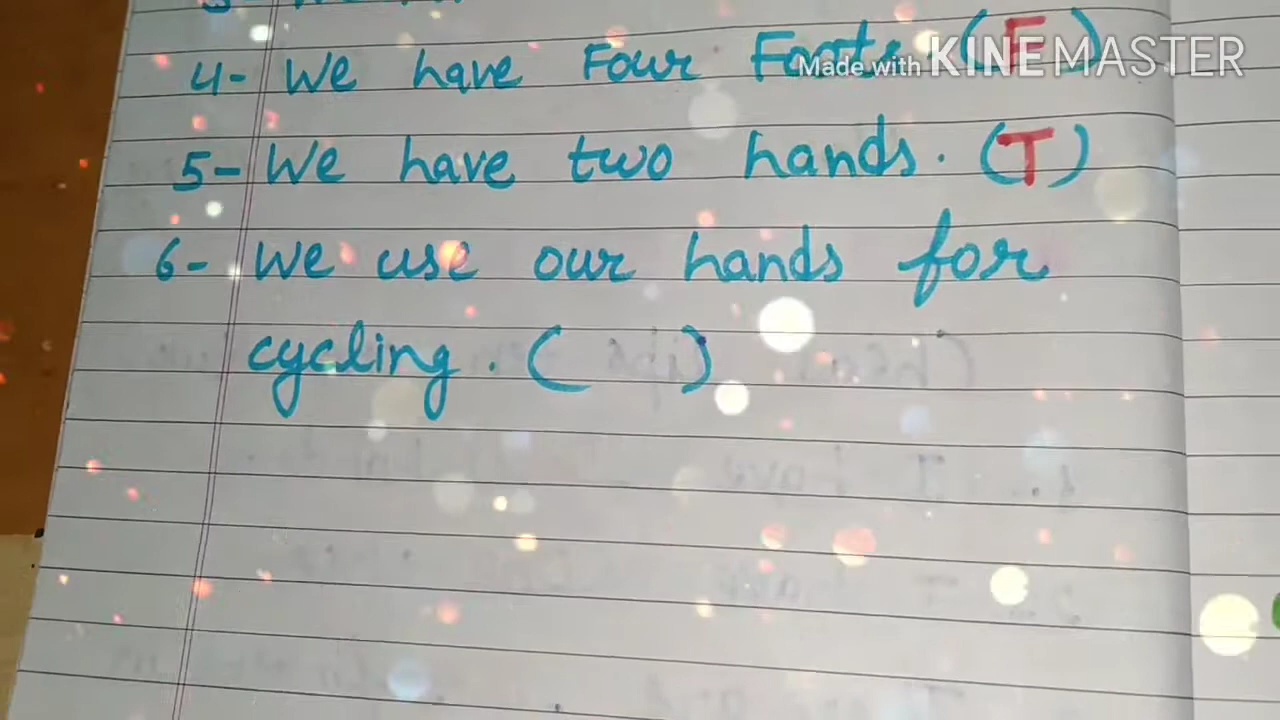 4- We have Four Foots (F)
Made with KINEMASTER
5- We have two hands. (T)
6- We use our hands for
cycling. ( )